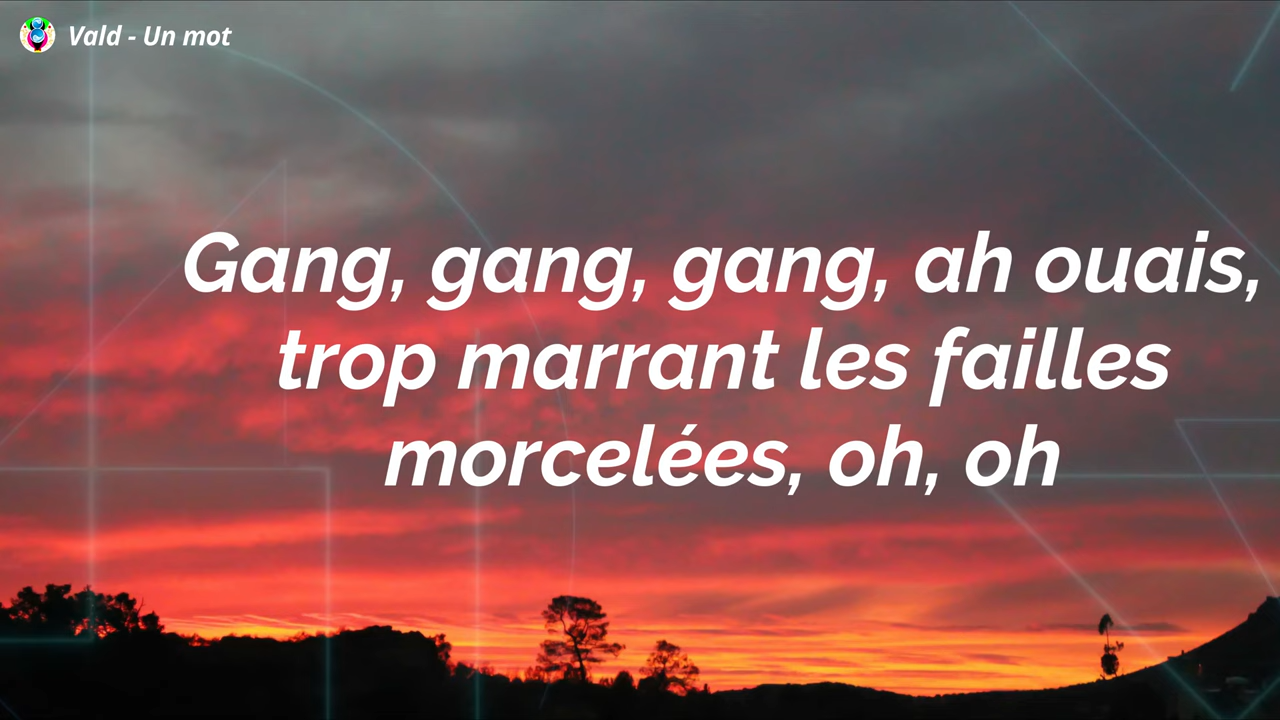 Vald - Un mot
Gang, gang, gang, ah ouais,
trop marrant les failles
morcelées, oh, oh